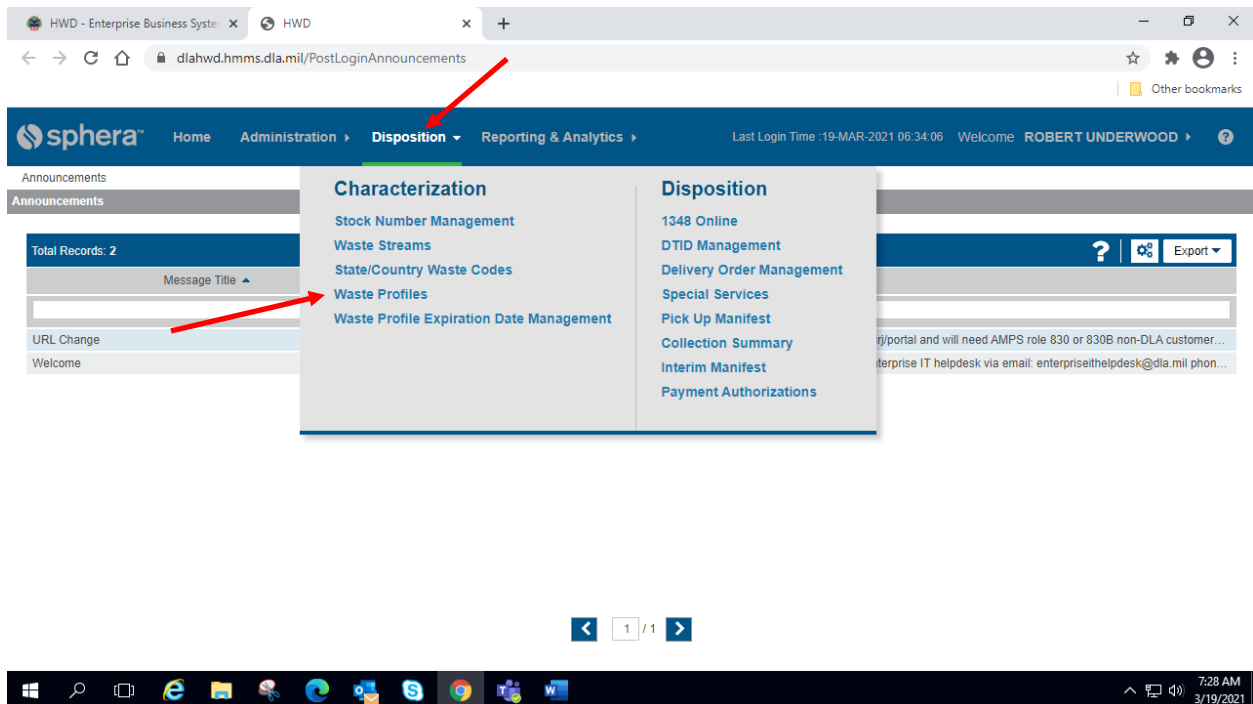 HWD - Enterprise Business Syster
HWD
dlahwd.hmms.dla.mil/PostLoginAnnouncements
Other bookmarks
sphera™ Home Administration Disposition Reporting & Analytics Last Login Time :19-MAR-2021 06:34:06 Welcome ROBERT UNDERWOOD ?
Announcements
Announcements
Characterization
Stock Number Management
Waste Streams
State/Country Waste Codes
Waste Profiles
Waste Profile Expiration Date Management
Disposition
1348 Online
DTID Management
Delivery Order Management
Special Services
Pick Up Manifest
Collection Summary
Interim Manifest
Payment Authorizations
Total Records: 2 ? Export
Message Title
URL Change rj/portal and will need AMPS role 830 or 830B non-DLA customer...
Welcome terprise IT helpdesk via email: enterpriseithelpdesk@dla.mil phon...
1 / 1
7:28 AM
3/19/2021